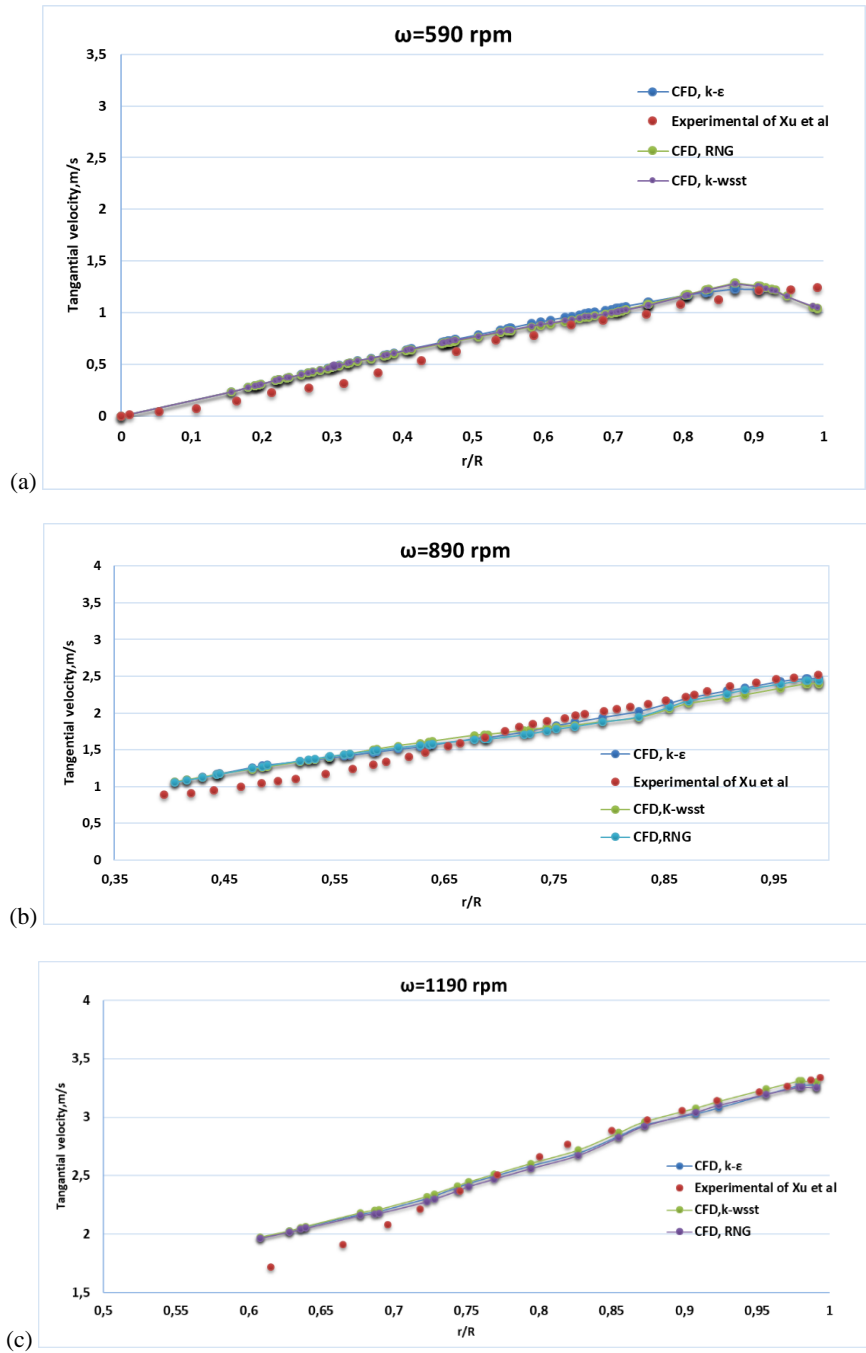 ω=590 rpm
3,5
3
2,5
2
1,5
1
0,5
0
Tangantial velocity,m/s
CFD, k-ε
Experimental of Xu et al
CFD, RNG
CFD, k-wsst
0 0,1 0,2 0,3 0,4 0,5 0,6 0,7 0,8 0,9 1
r/R
(a)
ω=890 rpm
4
3,5
3
2,5
2
1,5
1
0,5
0
Tangential velocity,m/s
CFD, k-ε
Experimental of Xu et al
CFD,K-wsst
CFD,RNG
0,35 0,45 0,55 0,65 0,75 0,85 0,95
r/R
(b)
ω=1190 rpm
4
3,5
3
2,5
2
1,5
Tangantial velocity,m/s
CFD, k-ε
Experimental of Xu et al
CFD,k-wsst
CFD, RNG
0,5 0,55 0,6 0,65 0,7 0,75 0,8 0,85 0,9 0,95 1
r/R
(c)